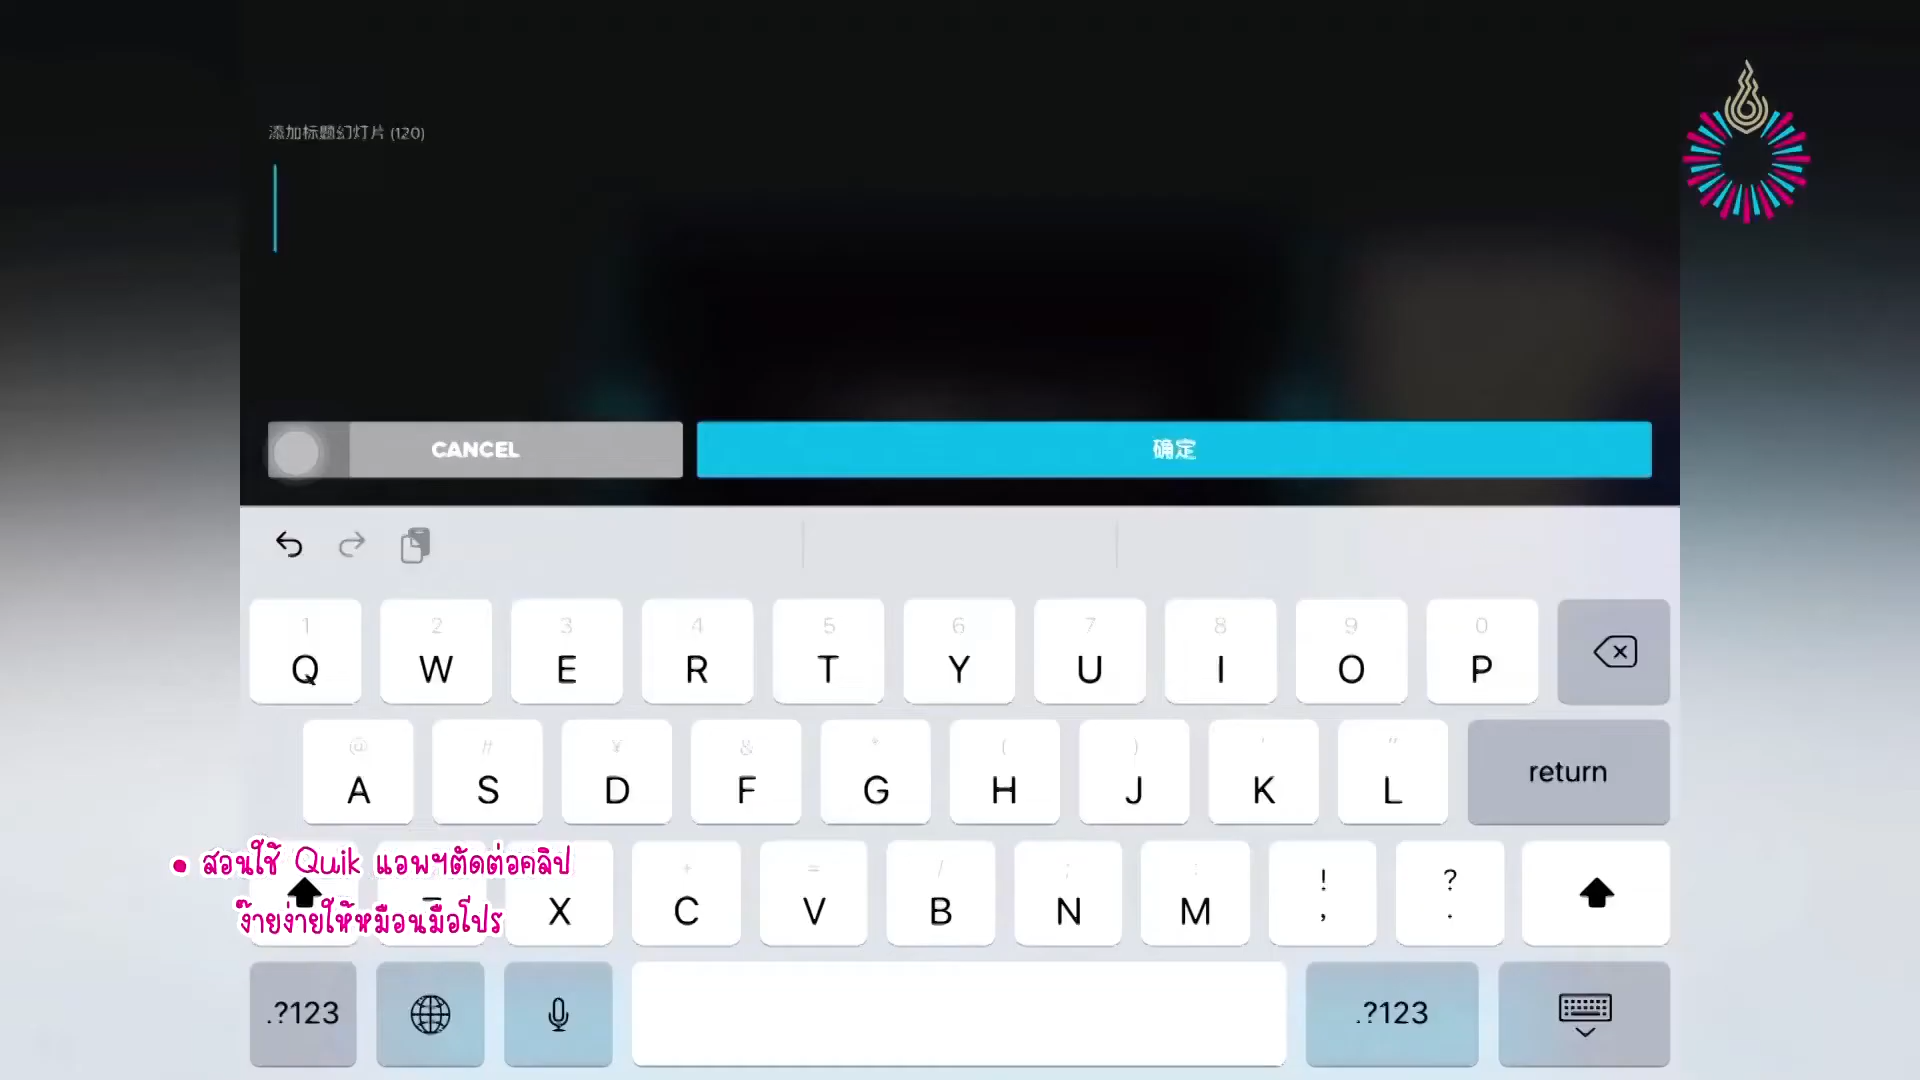 添加标题幻灯片 (120)
CANCEL 确定
1 2 3 4 5 6 7 8 9 0
Q W E R T Y U I O P
@ # ¥ & * ( ) ' "
A S D F G H J K L return
+ = / ; : ! ?
X C V B N M , .
• สอนใช้ Quik แอพฯตัดต่อคลิป
ง๊ายง่ายให้หมือนมือโปร
.?123 .?123